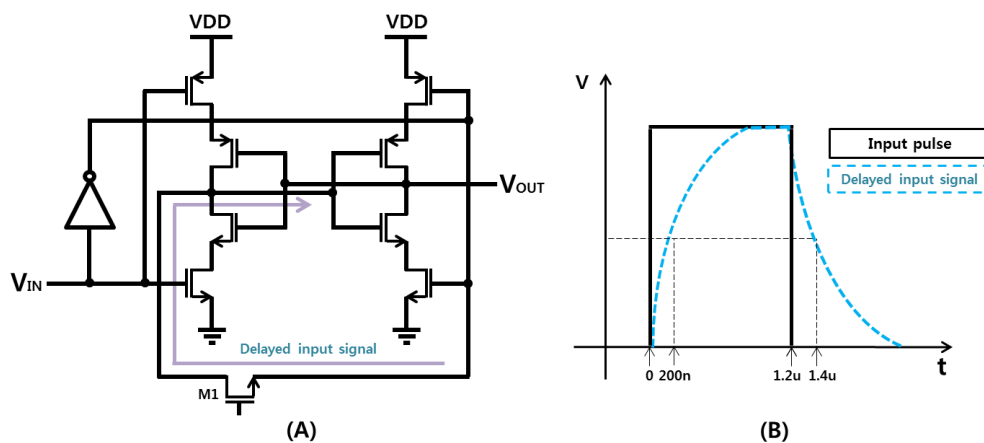 VDD
VDD
VIN
VOUT
Delayed input signal
M1
(A)
V
Input pulse
Delayed input signal
0
200n
1.2u
1.4u
t
(B)